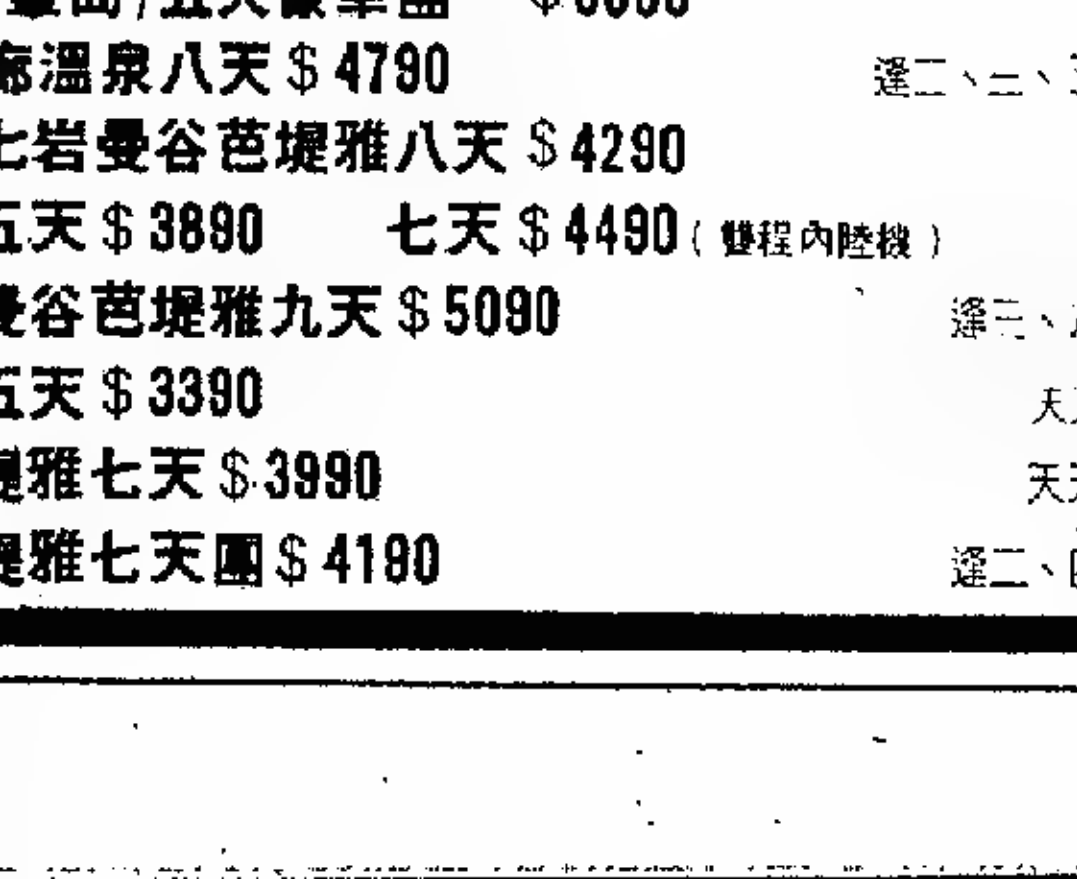 溫泉八天 $ 4790 逢二、三、
七岩曼谷芭堤雅八天 $ 4290
五天 $ 3890 七天 $ 4490 ( 雙程內陸機 )
曼谷芭堤雅九天 $ 5090 逢三、
五天 $ 3390 天
堤雅七天 $ 3990 天
堤雅七天團 $ 4190 逢二、